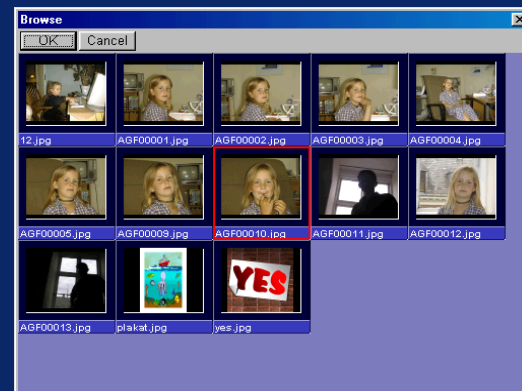 Browse
OK Cancel
12.jpg AGF00001.jpg AGF00002.jpg AGF00003.jpg AGF00004.jpg
AGF00005.jpg AGF00009.jpg AGF00010.jpg AGF00011.jpg AGF00012.jpg
YES
AGF00013.jpg plakat.jpg yes.jpg